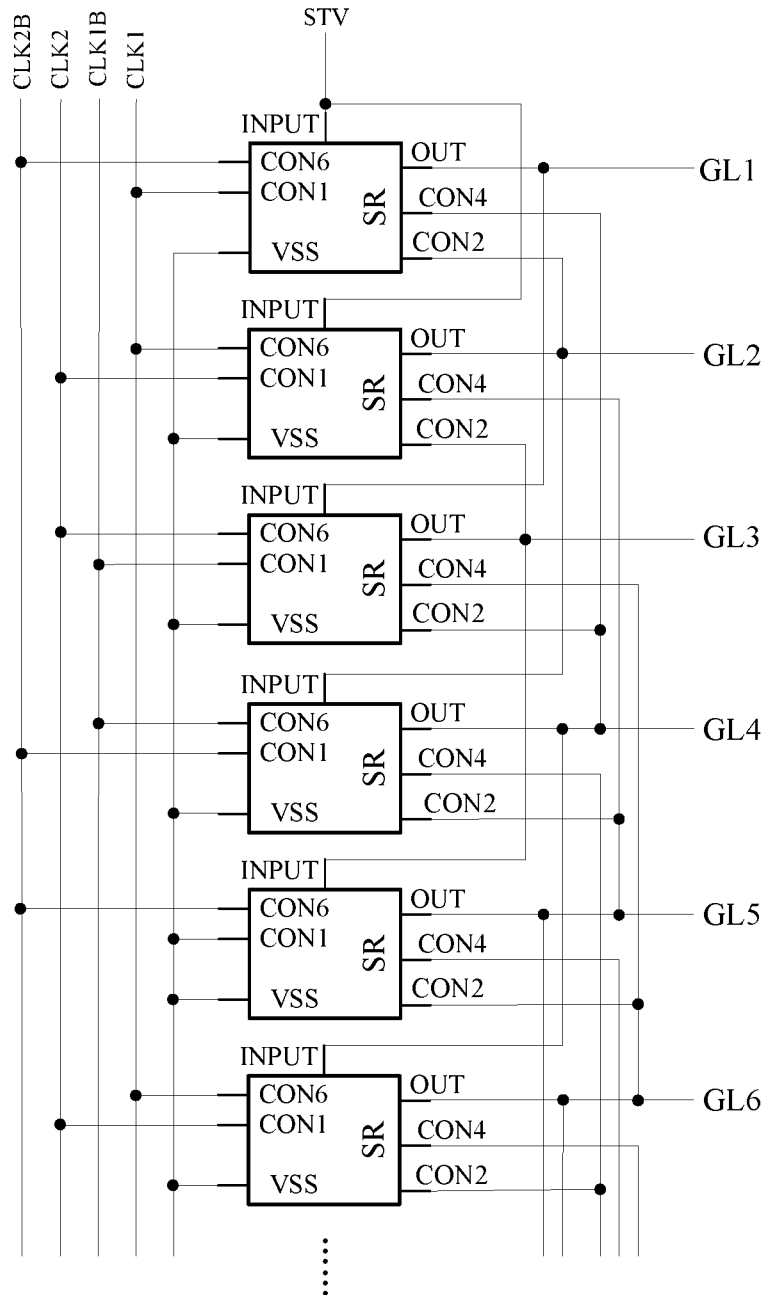 CLK2B
CLK2
CLK1B
CLK1
STV
INPUT
CON6
CON1
VSS
SR
OUT
CON4
CON2
GL1
INPUT
CON6
CON1
VSS
SR
OUT
CON4
CON2
GL2
INPUT
CON6
CON1
VSS
SR
OUT
CON4
CON2
GL3
INPUT
CON6
CON1
VSS
SR
OUT
CON4
CON2
GL4
INPUT
CON6
CON1
VSS
SR
OUT
CON4
CON2
GL5
INPUT
CON6
CON1
VSS
SR
OUT
CON4
CON2
GL6